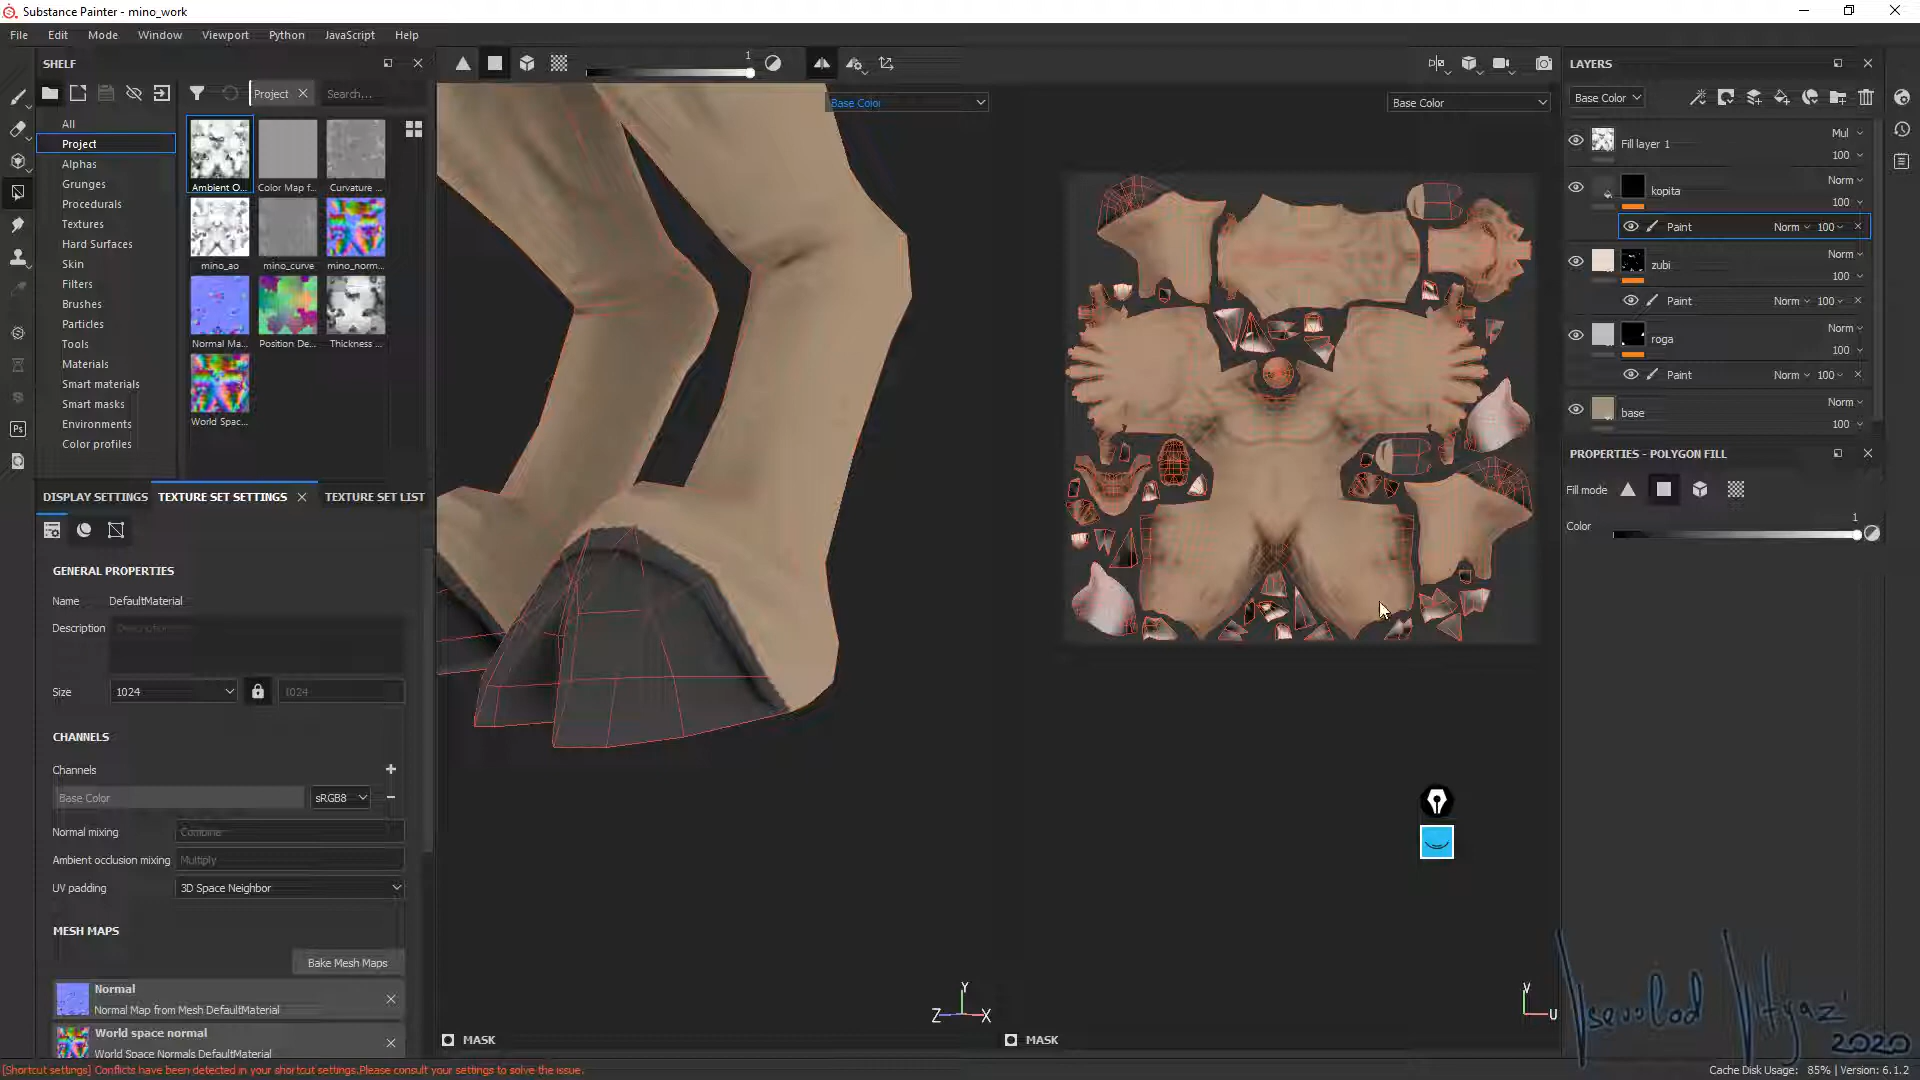 Substance Painter - mino_work
File Edit Mode Window Viewport Python JavaScript Help
SHELF
Project
Search...
All
Project
Alphas
Grunges
Procedurals
Textures
Hard Surfaces
Skin
Filters
Brushes
Particles
Tools
Materials
Smart materials
Smart masks
Environments
Color profiles
Ambient O... Color Map f... Curvature ...
mino_ao mino_curve mino_norm...
Normal Ma... Position De... Thickness ...
World Spac...
1
Base Color
Base Color
LAYERS
Base Color
Fill layer 1 Mul 100
kopita Norm 100
Paint Norm 100
zubi Norm 100
Paint Norm 100
roga Norm 100
Paint Norm 100
base Norm 100
PROPERTIES - POLYGON FILL
Fill mode
Color 1
DISPLAY SETTINGS TEXTURE SET SETTINGS TEXTURE SET LIST
GENERAL PROPERTIES
Name DefaultMaterial
Description Description
Size 1024 1024
CHANNELS
Channels
Base Color sRGB8
Normal mixing Combine
Ambient occlusion mixing Multiply
UV padding 3D Space Neighbor
MESH MAPS
Bake Mesh Maps
Normal
Normal Map from Mesh DefaultMaterial
World space normal
World Space Normals DefaultMaterial
Y
Z X
V
U
MASK
MASK
Ps
Vsevolod Vityaz'
2020
[Shortcut settings] Conflicts have been detected in your shortcut settings.Please consult your settings to solve the issue.
Cache Disk Usage: 85% | Version: 6.1.2